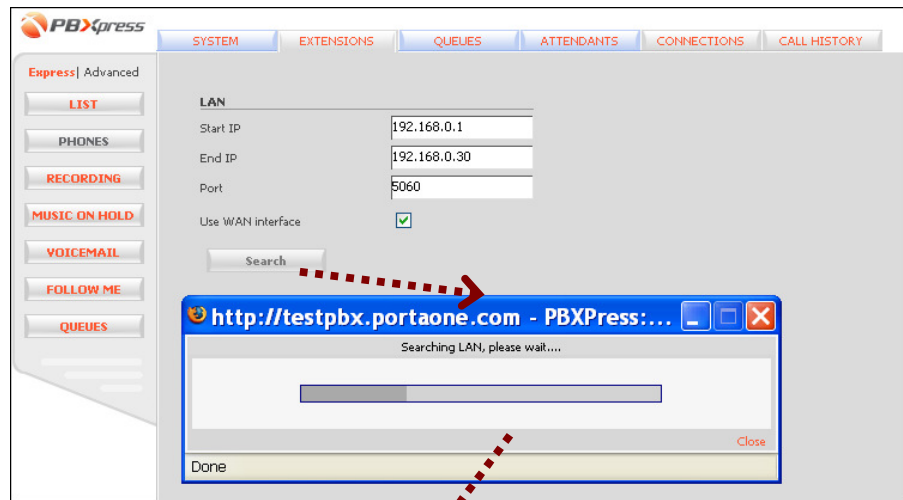 PBXpress
SYSTEM EXTENSIONS QUEUES ATTENDANTS CONNECTIONS CALL HISTORY
Express| Advanced
LIST
PHONES
RECORDING
MUSIC ON HOLD
VOICEMAIL
FOLLOW ME
QUEUES
LAN
Start IP 192.168.0.1
End IP 192.168.0.30
Port 5060
Use WAN interface
Search
http://testpbx.portaone.com - PBXPress:...
Searching LAN, please wait....
Close
Done